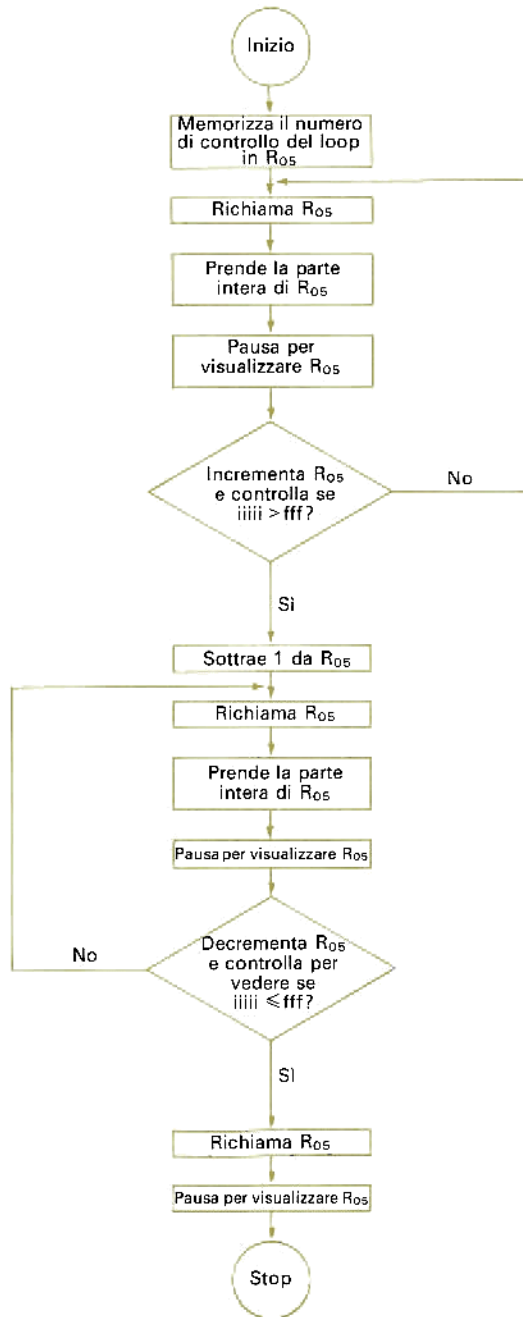 Inizio
Memorizza il numero
di controllo del loop
in R05
Richiama R05
Prende la parte
intera di R05
Pausa per
visualizzare R05
Incrementa R05
e controlla se
iiiii >fff?
No
Sì
Sottrae 1 da R05
Richiama R05
Prende la parte
intera di R05
Pausa per visualizzare R05
Decrementa R05
e controlla per
vedere se
iiiii ⩽fff?
No
Sì
Richiama R05
Pausa per visualizzare R05
Stop